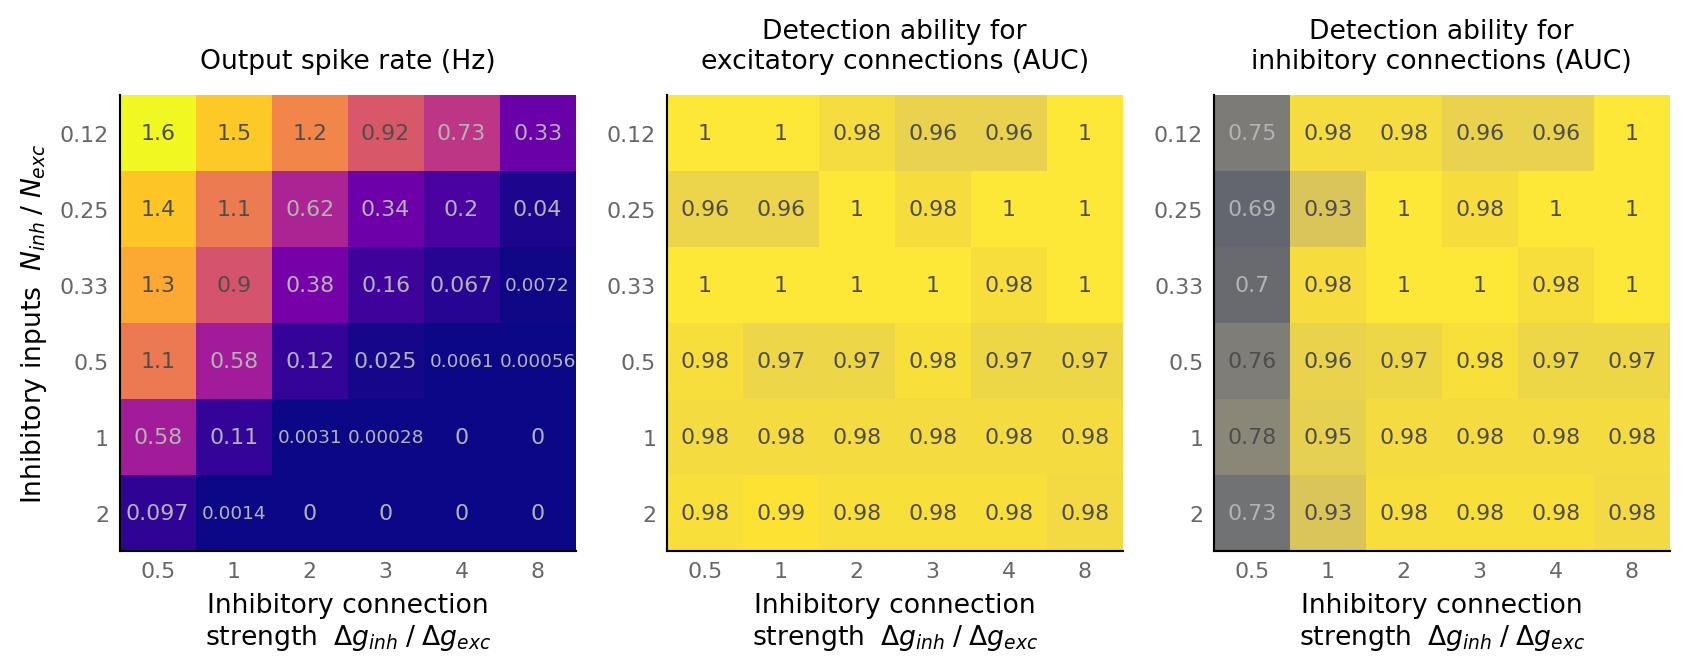 Output spike rate (Hz)
Detection ability for
excitatory connections (AUC)
Detection ability for
inhibitory connections (AUC)
Inhibitory inputs N_inh / N_exc
0.12 1.6 1.5 1.2 0.92 0.73 0.33
0.25 1.4 1.1 0.62 0.34 0.2 0.04
0.33 1.3 0.9 0.38 0.16 0.067 0.0072
0.5 1.1 0.58 0.12 0.025 0.0061 0.00056
1 0.58 0.11 0.0031 0.00028 0 0
2 0.097 0.0014 0 0 0 0
0.5 1 2 3 4 8
Inhibitory connection
strength Δg_inh / Δg_exc
0.12 1 1 0.98 0.96 0.96 1
0.25 0.96 0.96 1 0.98 1 1
0.33 1 1 1 1 0.98 1
0.5 0.98 0.97 0.97 0.98 0.97 0.97
1 0.98 0.98 0.98 0.98 0.98 0.98
2 0.98 0.99 0.98 0.98 0.98 0.98
0.5 1 2 3 4 8
Inhibitory connection
strength Δg_inh / Δg_exc
0.12 0.75 0.98 0.98 0.96 0.96 1
0.25 0.69 0.93 1 0.98 1 1
0.33 0.7 0.98 1 1 0.98 1
0.5 0.76 0.96 0.97 0.98 0.97 0.97
1 0.78 0.95 0.98 0.98 0.98 0.98
2 0.73 0.93 0.98 0.98 0.98 0.98
0.5 1 2 3 4 8
Inhibitory connection
strength Δg_inh / Δg_exc